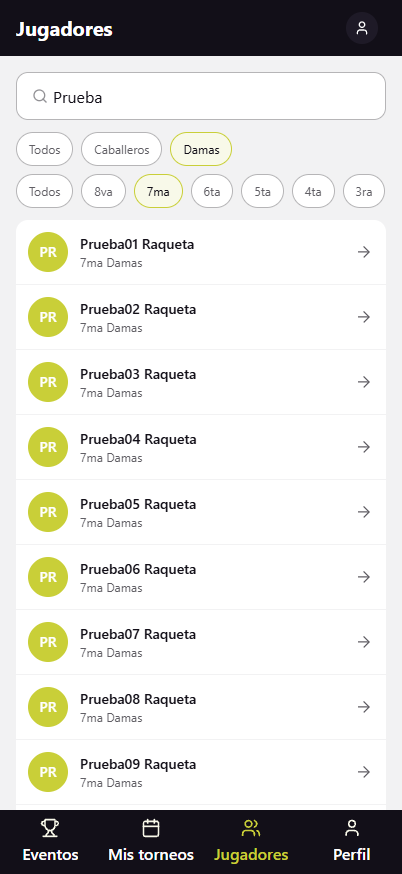 Jugadores
Prueba
Todos Caballeros Damas
Todos 8va 7ma 6ta 5ta 4ta 3ra
PR Prueba01 Raqueta
7ma Damas
PR Prueba02 Raqueta
7ma Damas
PR Prueba03 Raqueta
7ma Damas
PR Prueba04 Raqueta
7ma Damas
PR Prueba05 Raqueta
7ma Damas
PR Prueba06 Raqueta
7ma Damas
PR Prueba07 Raqueta
7ma Damas
PR Prueba08 Raqueta
7ma Damas
PR Prueba09 Raqueta
7ma Damas
Eventos Mis torneos Jugadores Perfil